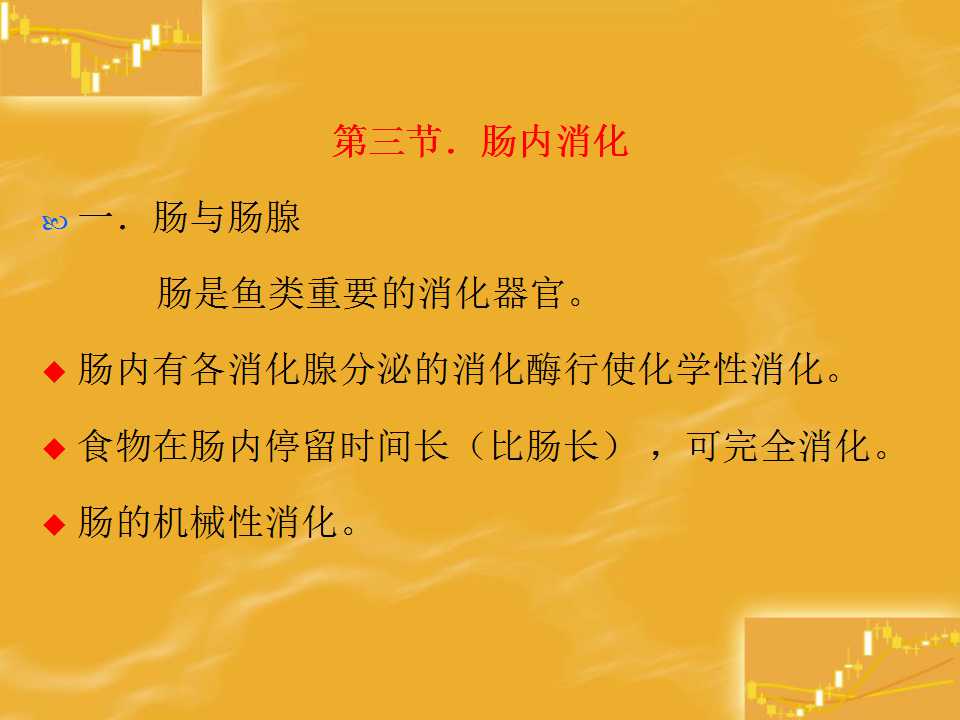 第三节．肠内消化
一．肠与肠腺
肠是鱼类重要的消化器官。
肠内有各消化腺分泌的消化酶行使化学性消化。
食物在肠内停留时间长（比肠长），可完全消化。
肠的机械性消化。